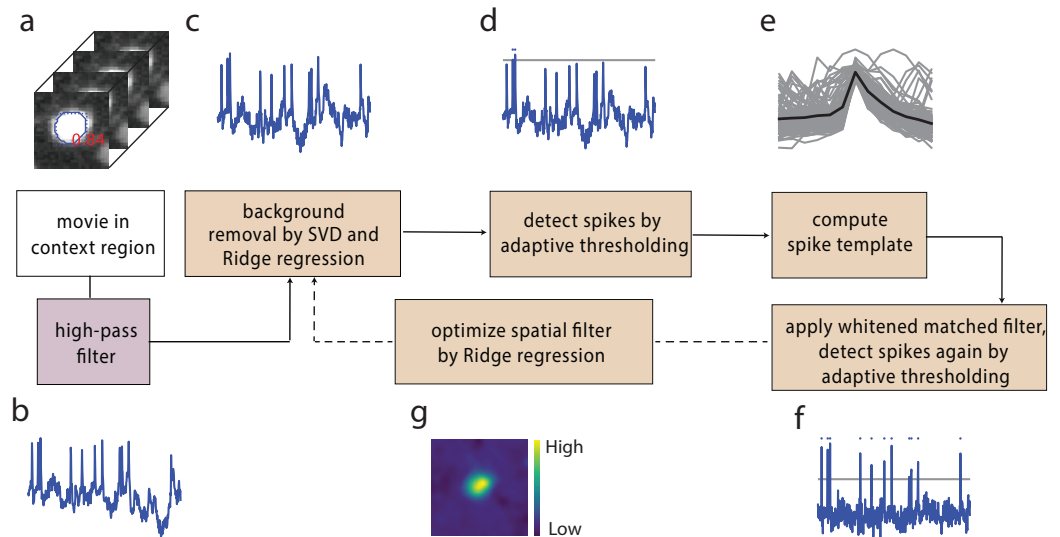 a
c
d
e
0.84
movie in
context region
background
removal by SVD and
Ridge regression
detect spikes by
adaptive thresholding
compute
spike template
high-pass
filter
optimize spatial filter
by Ridge regression
apply whitened matched filter,
detect spikes again by
adaptive thresholding
b
g
f
High
Low